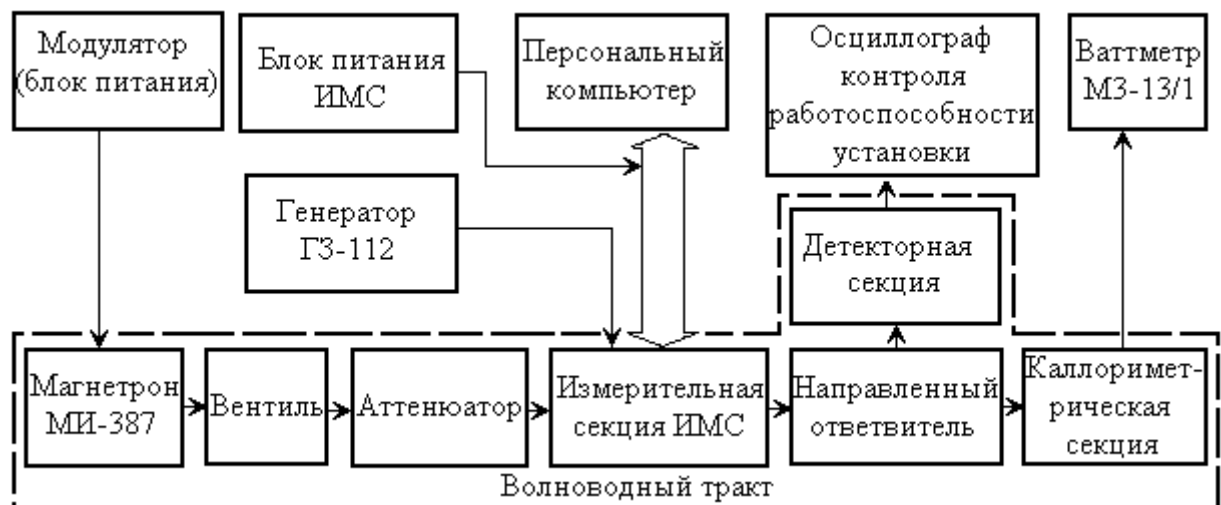 Модулятор
(блок питания)
Блок питания
ИМС
Персональный
компьютер
Осциллограф
контроля
работоспособности
установки
Ваттметр
М3-13/1
Генератор
Г3-112
Детекторная
секция
Магнетрон
МИ-387
Вентиль
Аттенюатор
Измерительная
секция ИМС
Направленный
ответвитель
Каллоримет-
рическая
секция
Волноводный тракт